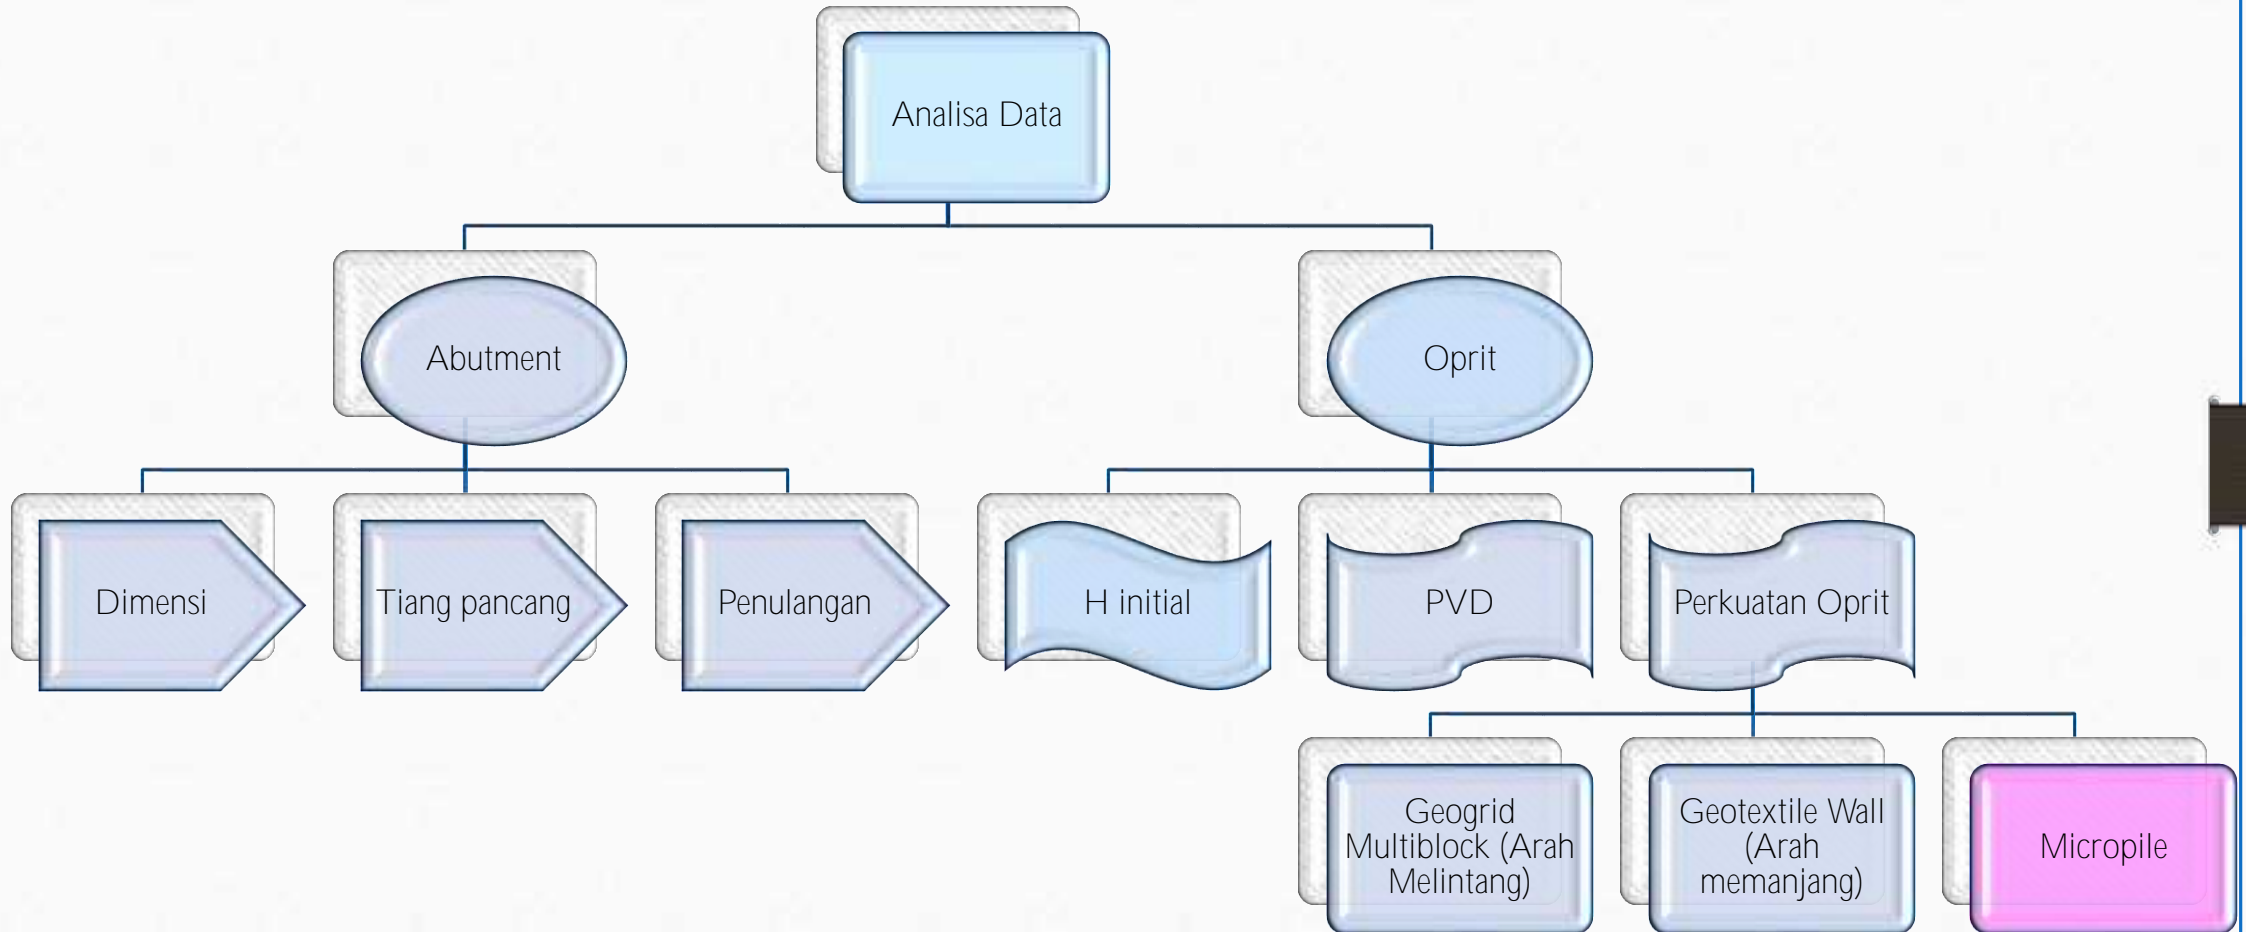 Analisa Data
Abutment
Oprit
Dimensi
Tiang pancang
Penulangan
H initial
PVD
Perkuatan Oprit
Geogrid
Multiblock (Arah
Melintang)
Geotextile Wall
(Arah
memanjang)
Micropile